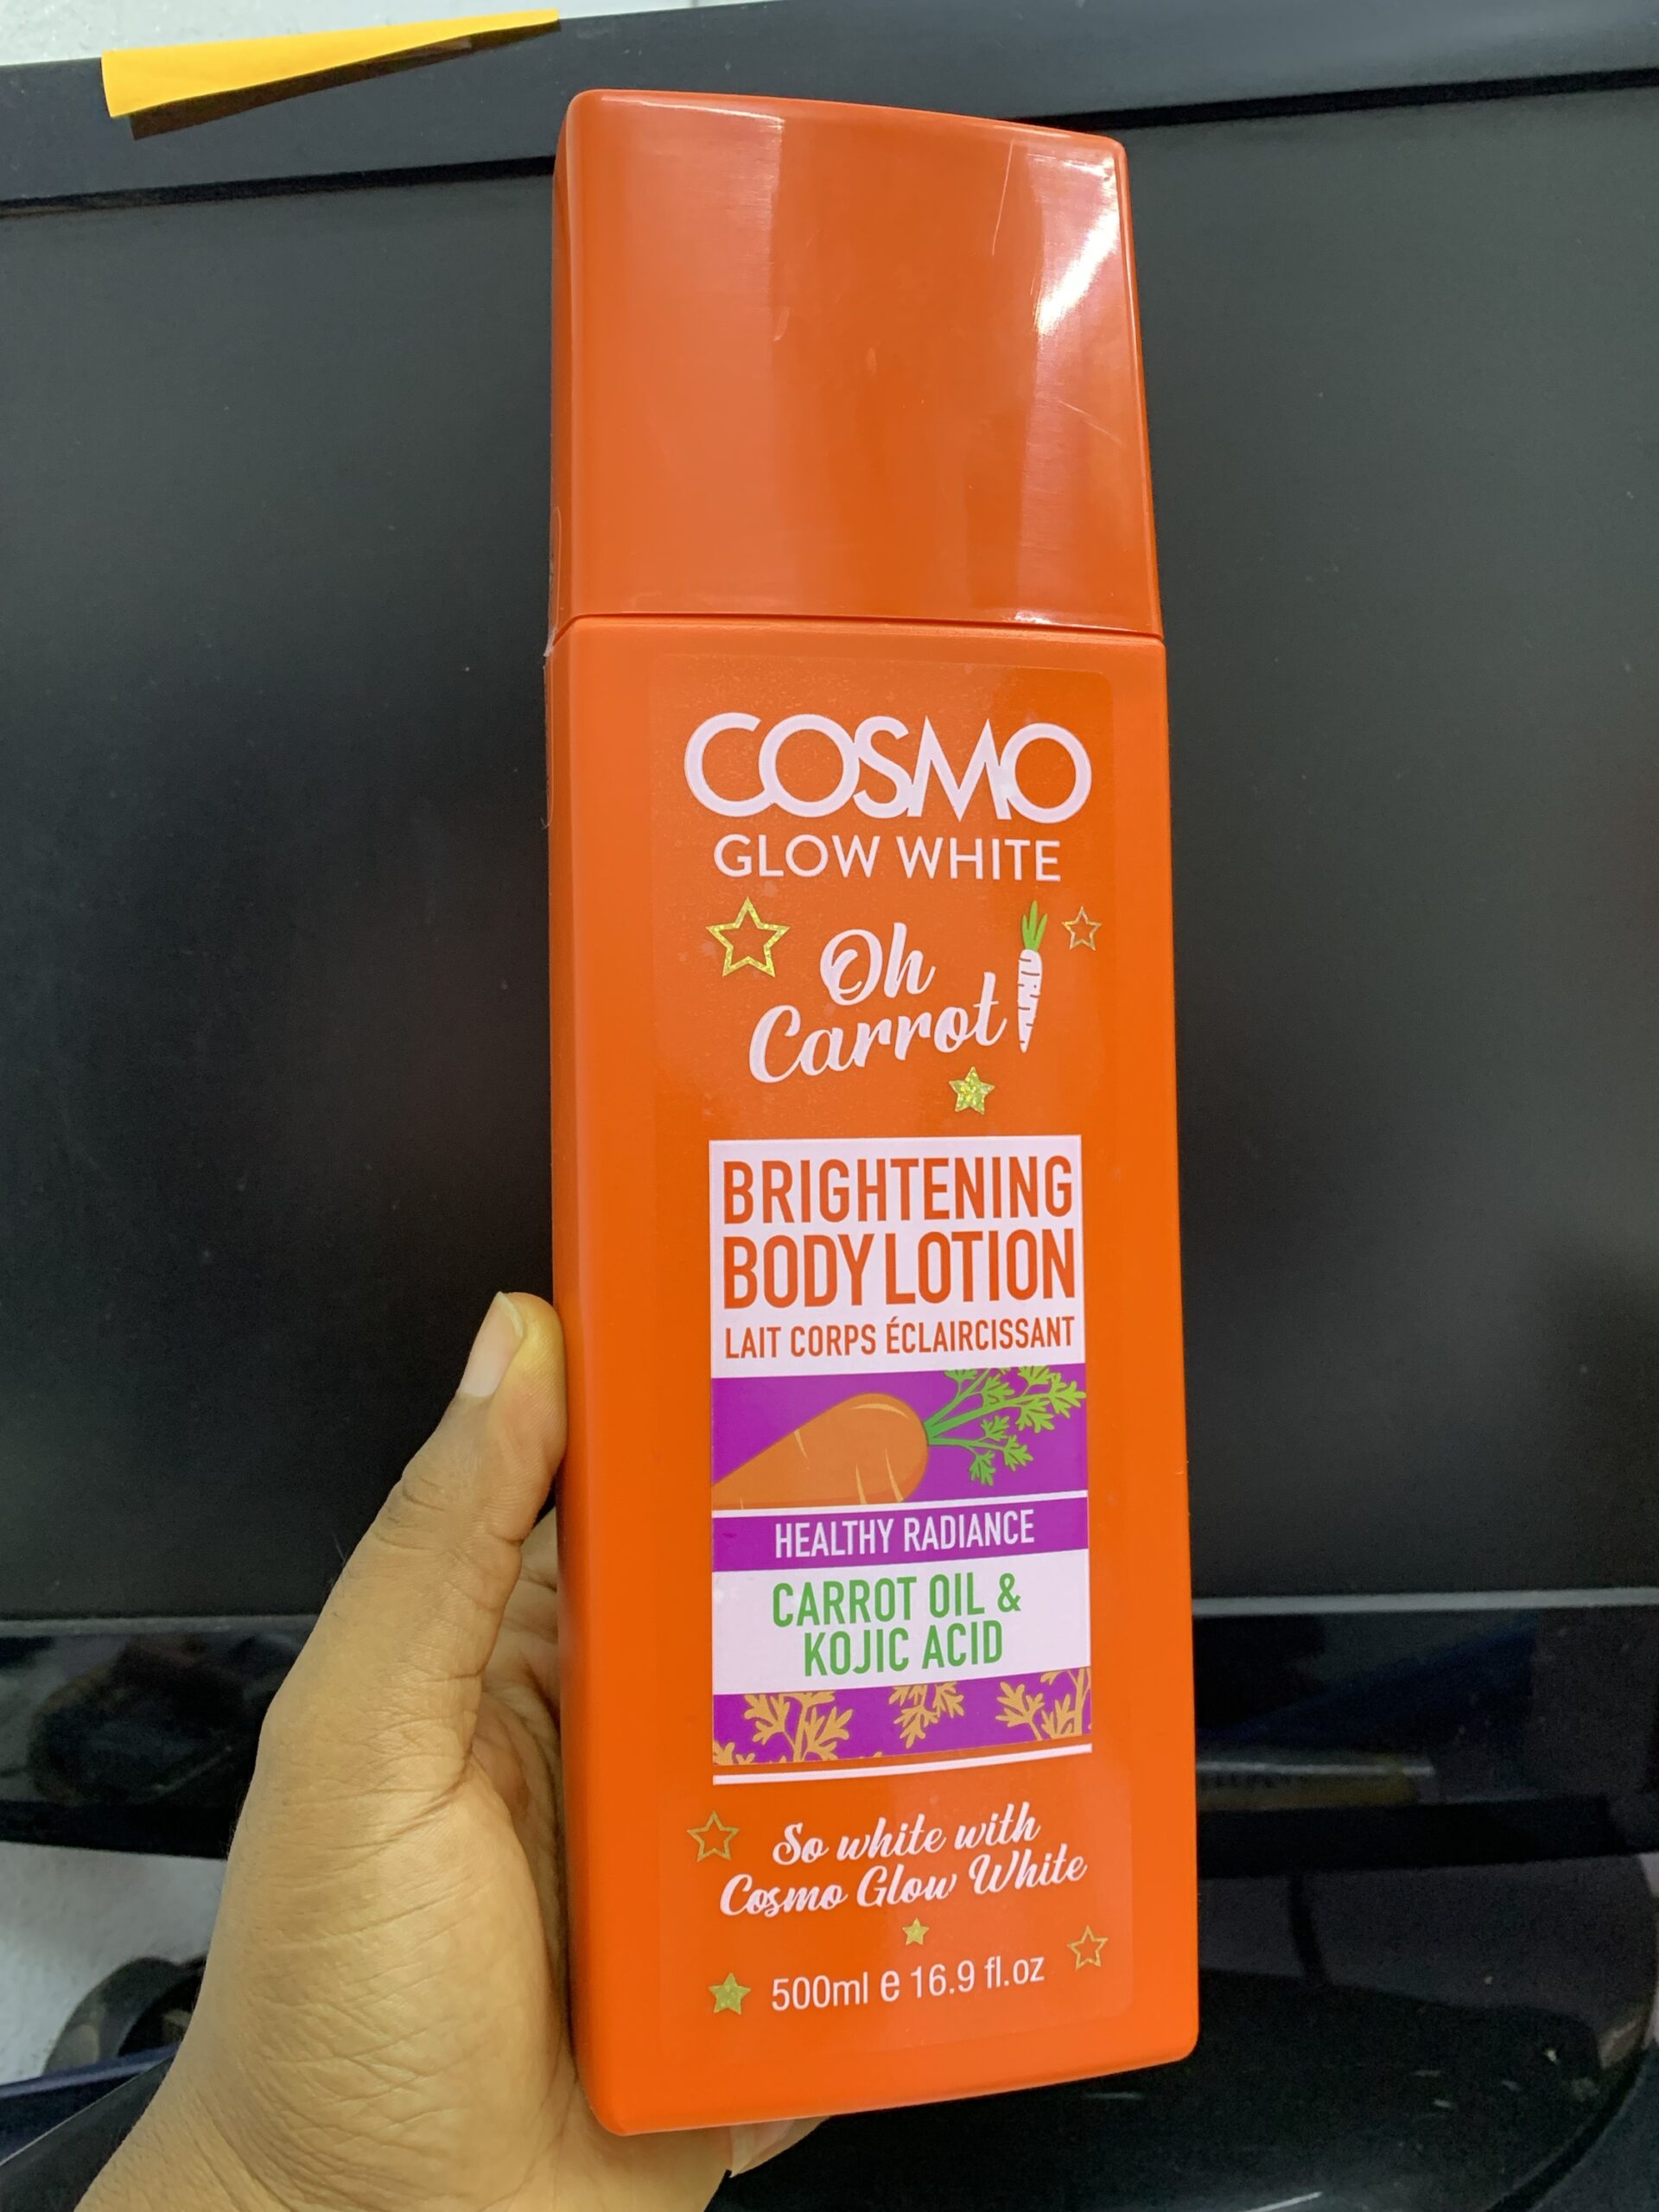 COSMO
GLOW WHITE
Oh
Carrot
BRIGHTENING
BODY LOTION
LAIT CORPS ÉCLAIRCISSANT
HEALTHY RADIANCE
CARROT OIL &
KOJIC ACID
So white with
Cosmo Glow White
500ml e 16.9 fl.oz